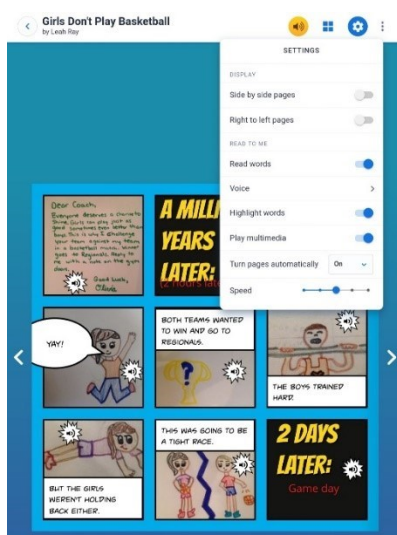 Girls Don't Play Basketball
by Leah Ray
SETTINGS
DISPLAY
Side by side pages
Right to left pages
READ TO ME
Read words
Voice
Highlight words
Play multimedia
Turn pages automatically On
Speed
Dear Coach,
Everyone deserves a chance to
shine. Girls can play just as
good sometimes even better than
boys. This is why I challenge
your team against my team
in a basketball match. Winner
goes to Regionals. Reply to
me with a note on the gym
door.
Good Luck,
Olivia
A MILLI
YEARS
LATER:
(2 hours late
YAY!
BOTH TEAMS WANTED
TO WIN AND GO TO
REGIONALS.
?
THE BOYS TRAINED
HARD.
BUT THE GIRLS
WEREN'T HOLDING
BACK EITHER.
THIS WAS GOING TO BE
A TIGHT RACE.
2 DAYS
LATER:
Game day